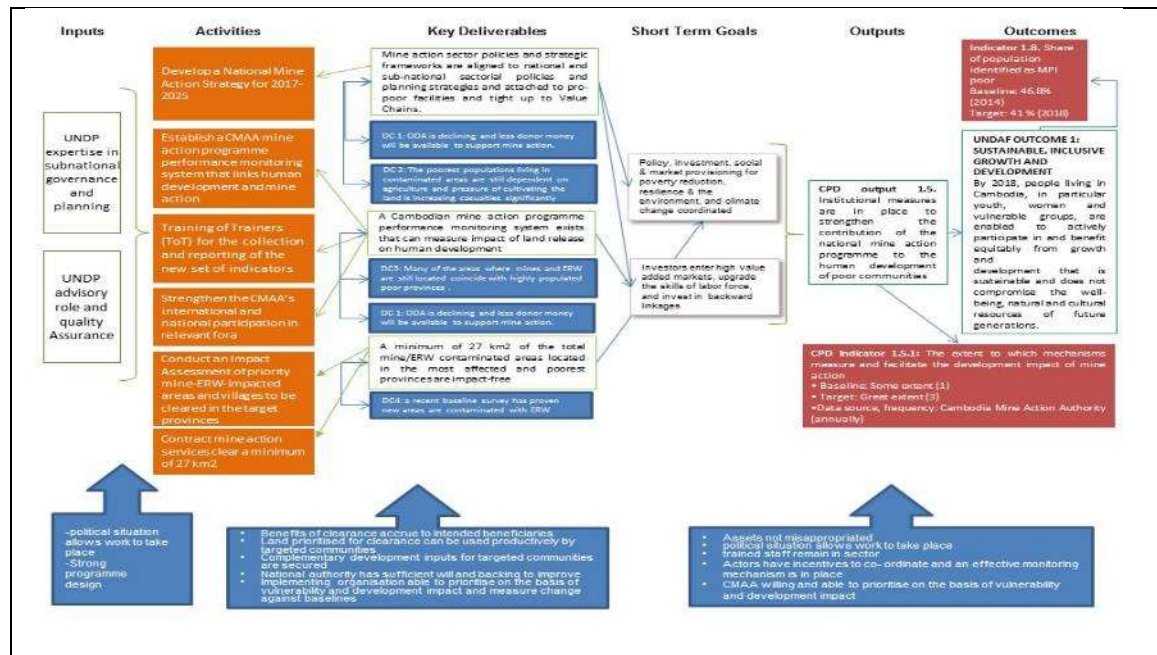 Inputs
Activities
Key Deliverables
Short Term Goals
Outputs
Outcomes
UNDP
expertise in
subnational
governance
and
planning
UNDP
advisory
role and
quality
Assurance
Develop a National Mine
Action Strategy for 2017-
2025
Establish a CMAA mine
action programme
performance monitoring
system that links human
development and mine
action
Training of Trainers
(ToT) for the collection
and reporting of the
new set of indicators
Strengthen the CMAA's
international and
national participation in
relevant fora
Conduct an Impact
Assessment of priority
mine-ERW-impacted
areas and villages to be
cleared in the target
provinces
Contract mine action
services clear a minimum
of 27 km2
Mine action sector policies and strategic
frameworks are aligned to national and
sub-national sectorial policies and
planning strategies and attached to pro-
poor facilities and tight up to Value
Chains.
DC 1: ODA is declining and less donor money
will be available to support mine action.
DC 2: The poorest populations living in
contaminated areas are still dependent on
agriculture and pressure of cultivating the
land is increasing casualties significantly
A Cambodian mine action programme
performance monitoring system exists
that can measure impact of land release
on human development
DC3: Many of the areas where mines and ERW
are still located coincide with highly populated
poor provinces .
DC 1: ODA is declining and less donor money
will be available to support mine action.
A minimum of 27 km2 of the total
mine/ERW contaminated areas located
in the most affected and poorest
provinces are impact-free
DC4: a recent baseline survey has proven
new areas are contaminated with ERW
Policy, investment, social
& market provisioning for
poverty reduction,
resilience & the
environment, and climate
change coordinated
Investors enter high value
added markets, upgrade
the skills of labor force,
and invest in backward
linkages
CPD output 1.5.
Institutional measures
are in place to
strengthen the
contribution of the
national mine action
programme to the
human development
of poor communities
Indicator 1.8. Share
of population
identified as MPI
poor
Baseline: 46.8%
(2014)
Target: 41 % (2018)
UNDAF OUTCOME 1:
SUSTAINABLE, INCLUSIVE
GROWTH AND
DEVELOPMENT
By 2018, people living in
Cambodia, in particular
youth, women and
vulnerable groups, are
enabled to actively
participate in and benefit
equitably from growth
and
development that is
sustainable and does not
compromise the well-
being, natural and cultural
resources of future
generations.
CPD Indicator 1.5.1: The extent to which mechanisms
measure and facilitate the development impact of mine
action
• Baseline: Some extent (1)
• Target: Great extent (3)
•Data source, frequency: Cambodia Mine Action Authority
(annually)
-political situation
allows work to take
place
-Strong
programme
design
• Benefits of clearance accrue to intended beneficiaries
• Land prioritised for clearance can be used productively by
targeted communities
• Complementary development inputs for targeted communities
are secured
• National authority has sufficient will and backing to improve
• Implementing organisation able to prioritise on the basis of
vulnerability and development impact and measure change
against baselines
• Assets not misappropriated
• political situation allows work to take place
• trained staff remain in sector
• Actors have incentives to co-ordinate and an effective monitoring
mechanism is in place
• CMAA willing and able to prioritise on the basis of vulnerability
and development impact